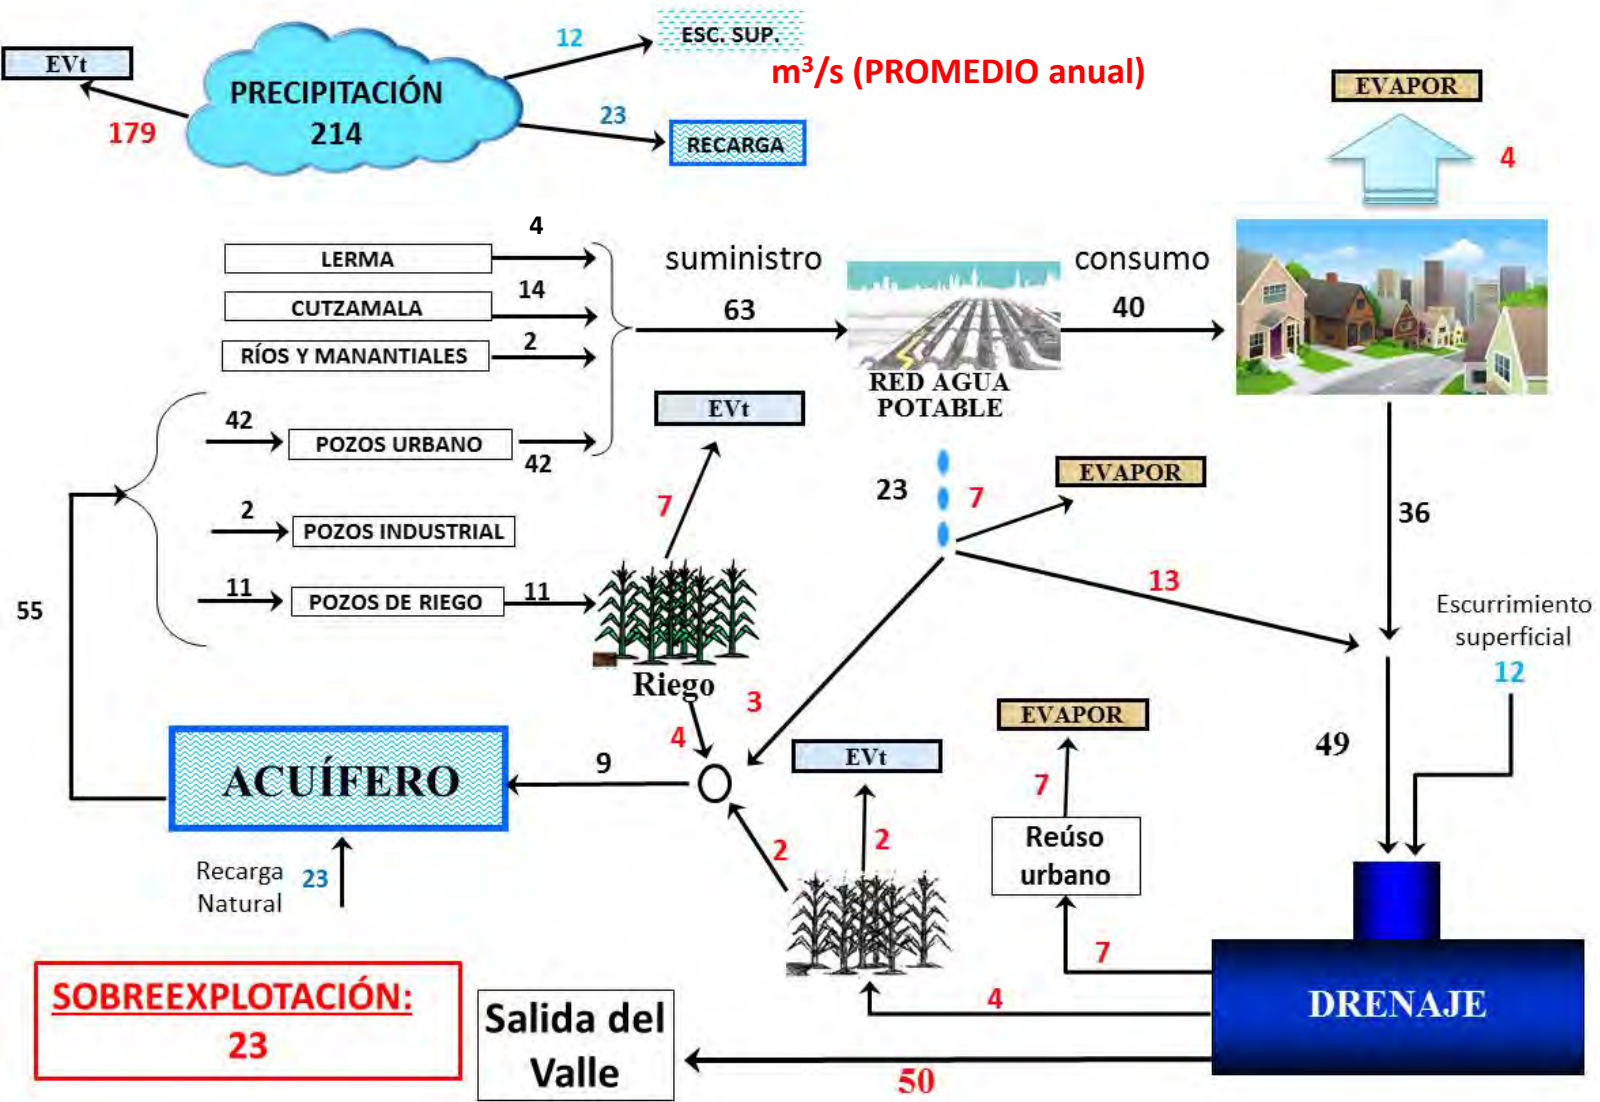 EVt
179
PRECIPITACIÓN
214
12
ESC. SUP.
23
RECARGA
m³/s (PROMEDIO anual)
EVAPOR
4
LERMA
4
CUTZAMALA
14
RÍOS Y MANANTIALES
2
suministro
63
RED AGUA
POTABLE
consumo
40
42
POZOS URBANO
42
2
POZOS INDUSTRIAL
11
POZOS DE RIEGO
11
55
EVt
7
Riego
4
23
7
EVAPOR
13
3
36
Escurrimiento
superficial
12
49
ACUÍFERO
9
Recarga
Natural
23
EVt
2
2
EVAPOR
7
Reúso
urbano
7
4
DRENAJE
50
Salida del
Valle
SOBREEXPLOTACIÓN:
23